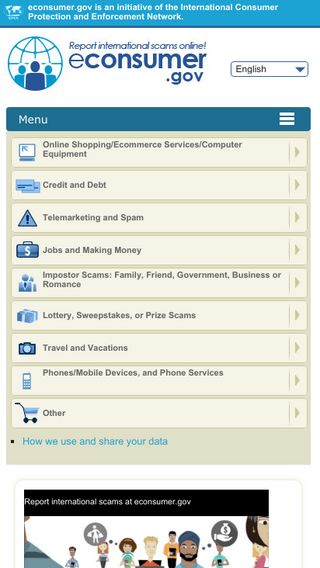 econsumer.gov is an initiative of the International Consumer
Protection and Enforcement Network.
Report international scams online!
econsumer
.gov
English
Menu
Online Shopping/Ecommerce Services/Computer
Equipment
Credit and Debt
Telemarketing and Spam
Jobs and Making Money
Impostor Scams: Family, Friend, Government, Business or
Romance
Lottery, Sweepstakes, or Prize Scams
Travel and Vacations
Phones/Mobile Devices, and Phone Services
Other
How we use and share your data
Report international scams at econsumer.gov